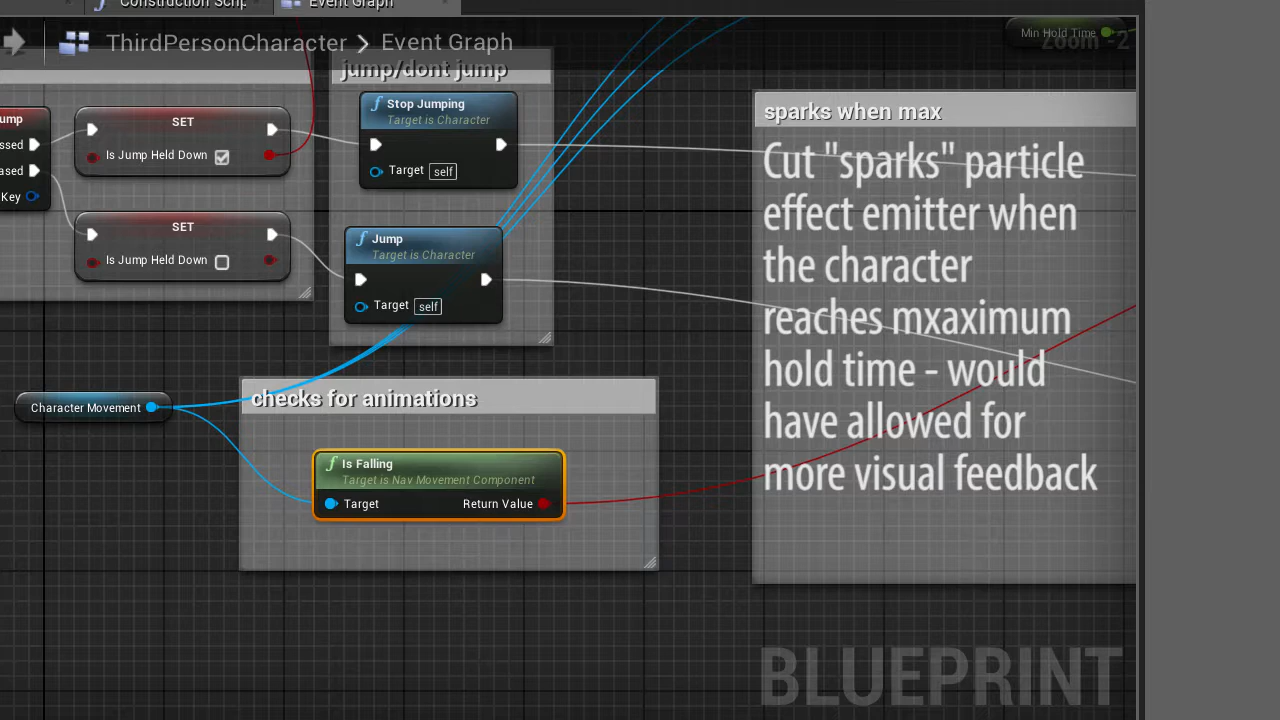 Construction Scrip
Event Graph
ThirdPersonCharacter > Event Graph
Zoom -2
Min Hold Time
jump/dont jump
sparks when max
Stop Jumping
Target is Character
Target self
ump
ssed
ased
Key
SET
Is Jump Held Down
SET
Is Jump Held Down
Jump
Target is Character
Target self
Cut "sparks" particle
effect emitter when
the character
reaches mxaximum
hold time - would
have allowed for
more visual feedback
Character Movement
checks for animations
Is Falling
Target is Nav Movement Component
Target
Return Value
BLUEPRINT